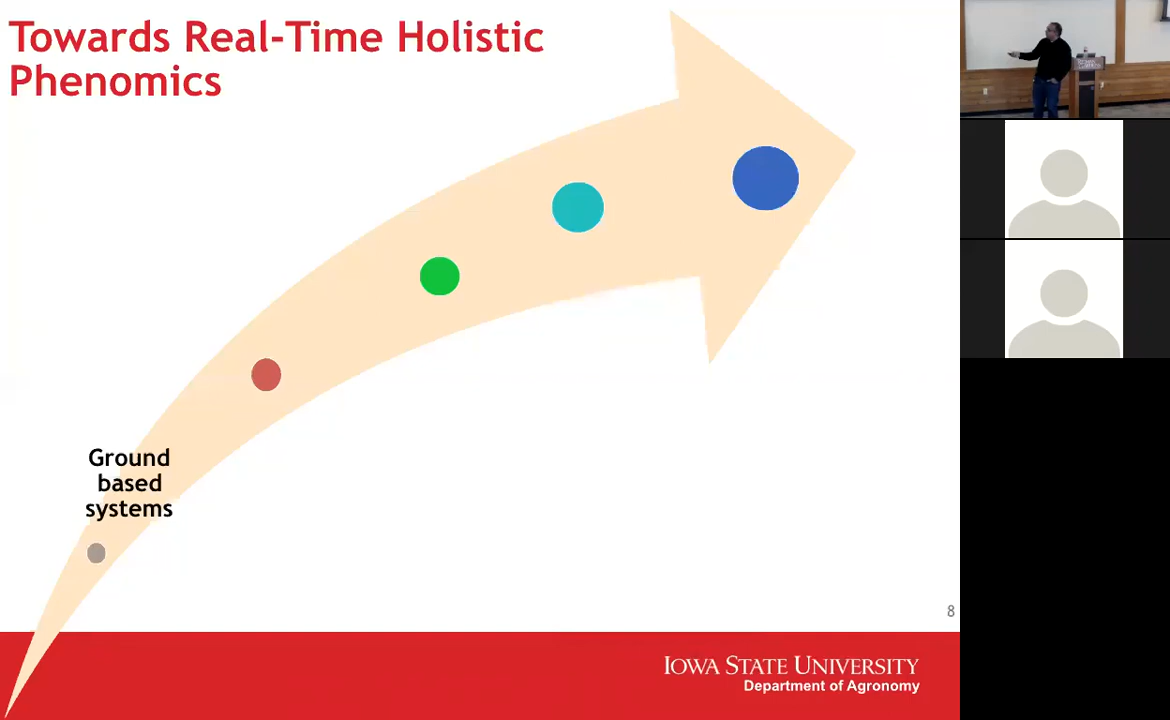 Towards Real-Time Holistic
Phenomics
Ground
based
systems
8
IOWA STATE UNIVERSITY
Department of Agronomy